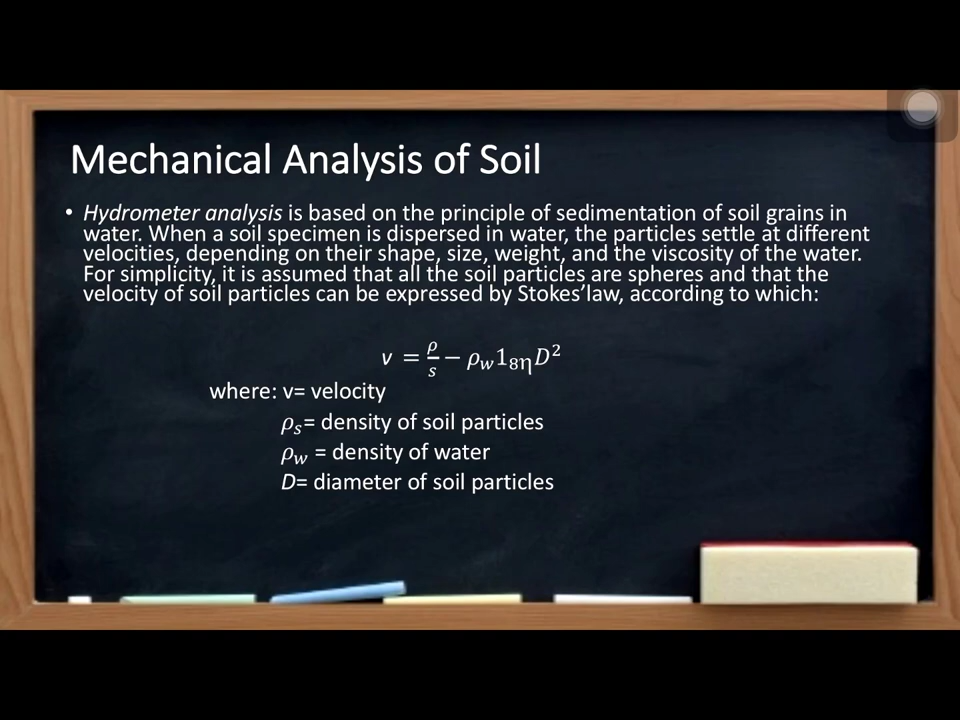 Mechanical Analysis of Soil
• Hydrometer analysis is based on the principle of sedimentation of soil grains in
water. When a soil specimen is dispersed in water, the particles settle at different
velocities, depending on their shape, size, weight, and the viscosity of the water.
For simplicity, it is assumed that all the soil particles are spheres and that the
velocity of soil particles can be expressed by Stokes'law, according to which:
v = ρ/s − ρw1₈ηD²
where: v= velocity
ρs= density of soil particles
ρw = density of water
D= diameter of soil particles